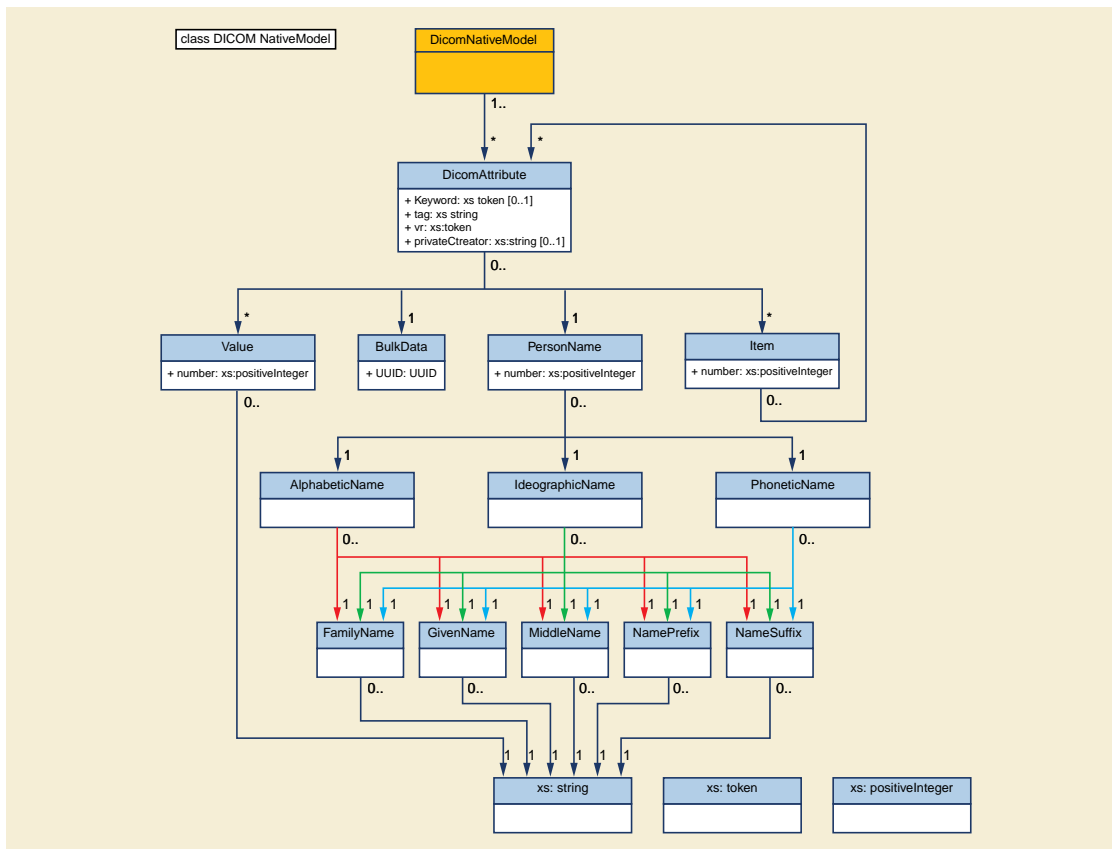 class DICOM NativeModel
DicomNativeModel
1..
* *
DicomAttribute
+ Keyword: xs token [0..1]
+ tag: xs string
+ vr: xs:token
+ privateCtreator: xs:string [0..1]
0..
* 1 1 *
Value BulkData PersonName Item
+ number: xs:positiveInteger + UUID: UUID + number: xs:positiveInteger + number: xs:positiveInteger
0.. 0.. 0..
1 1 1
AlphabeticName IdeographicName PhoneticName
0.. 0.. 0..
1 1 1 1 1 1 1 1 1 1 1 1 1 1 1
FamilyName GivenName MiddleName NamePrefix NameSuffix
0.. 0.. 0.. 0.. 0..
1 1 1 1 1 1
xs: string xs: token xs: positiveInteger